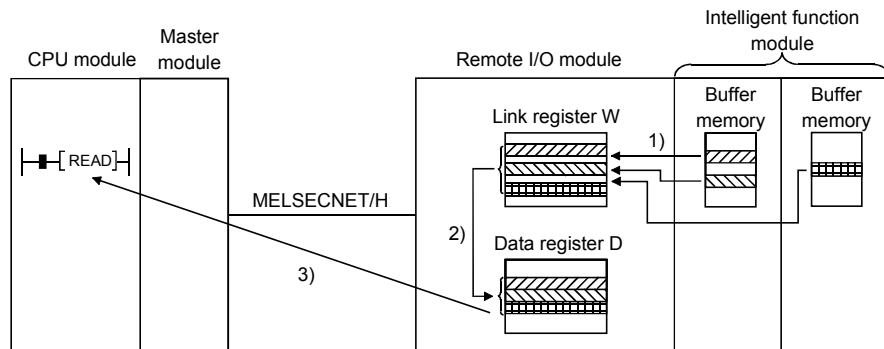 Intelligent function
module
Master
module
CPU module
Remote I/O module
Buffer
memory
Buffer
memory
Link register W
1)
READ
MELSECNET/H
2)
Data register D
3)